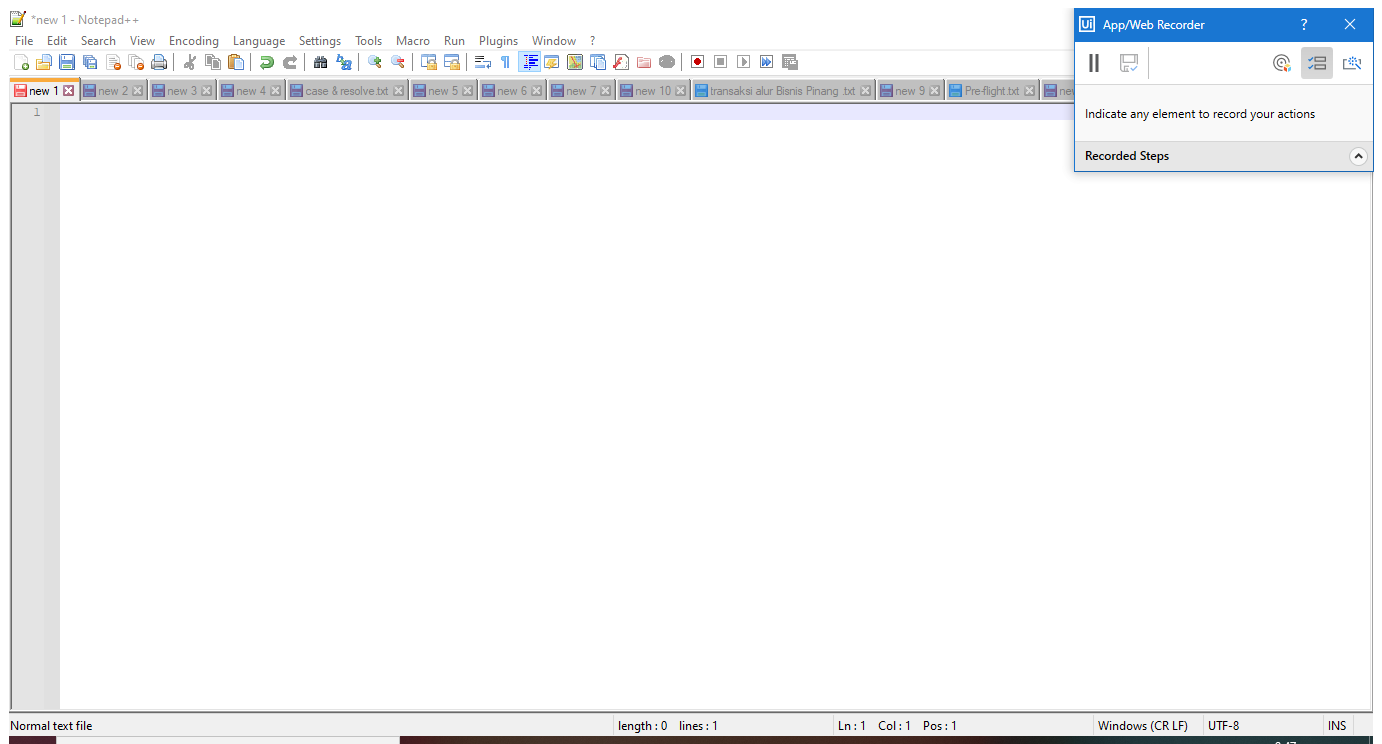 *new 1 - Notepad++
File Edit Search View Encoding Language Settings Tools Macro Run Plugins Window ?
new 1 new 2 new 3 new 4 case & resolve.txt new 5 new 6 new 7 new 10 transaksi alur Bisnis Pinang .txt new 9 Pre-flight.txt new
1
Ui App/Web Recorder ?
Indicate any element to record your actions
Recorded Steps
Normal text file length : 0 lines : 1 Ln : 1 Col : 1 Pos : 1 Windows (CR LF) UTF-8 INS